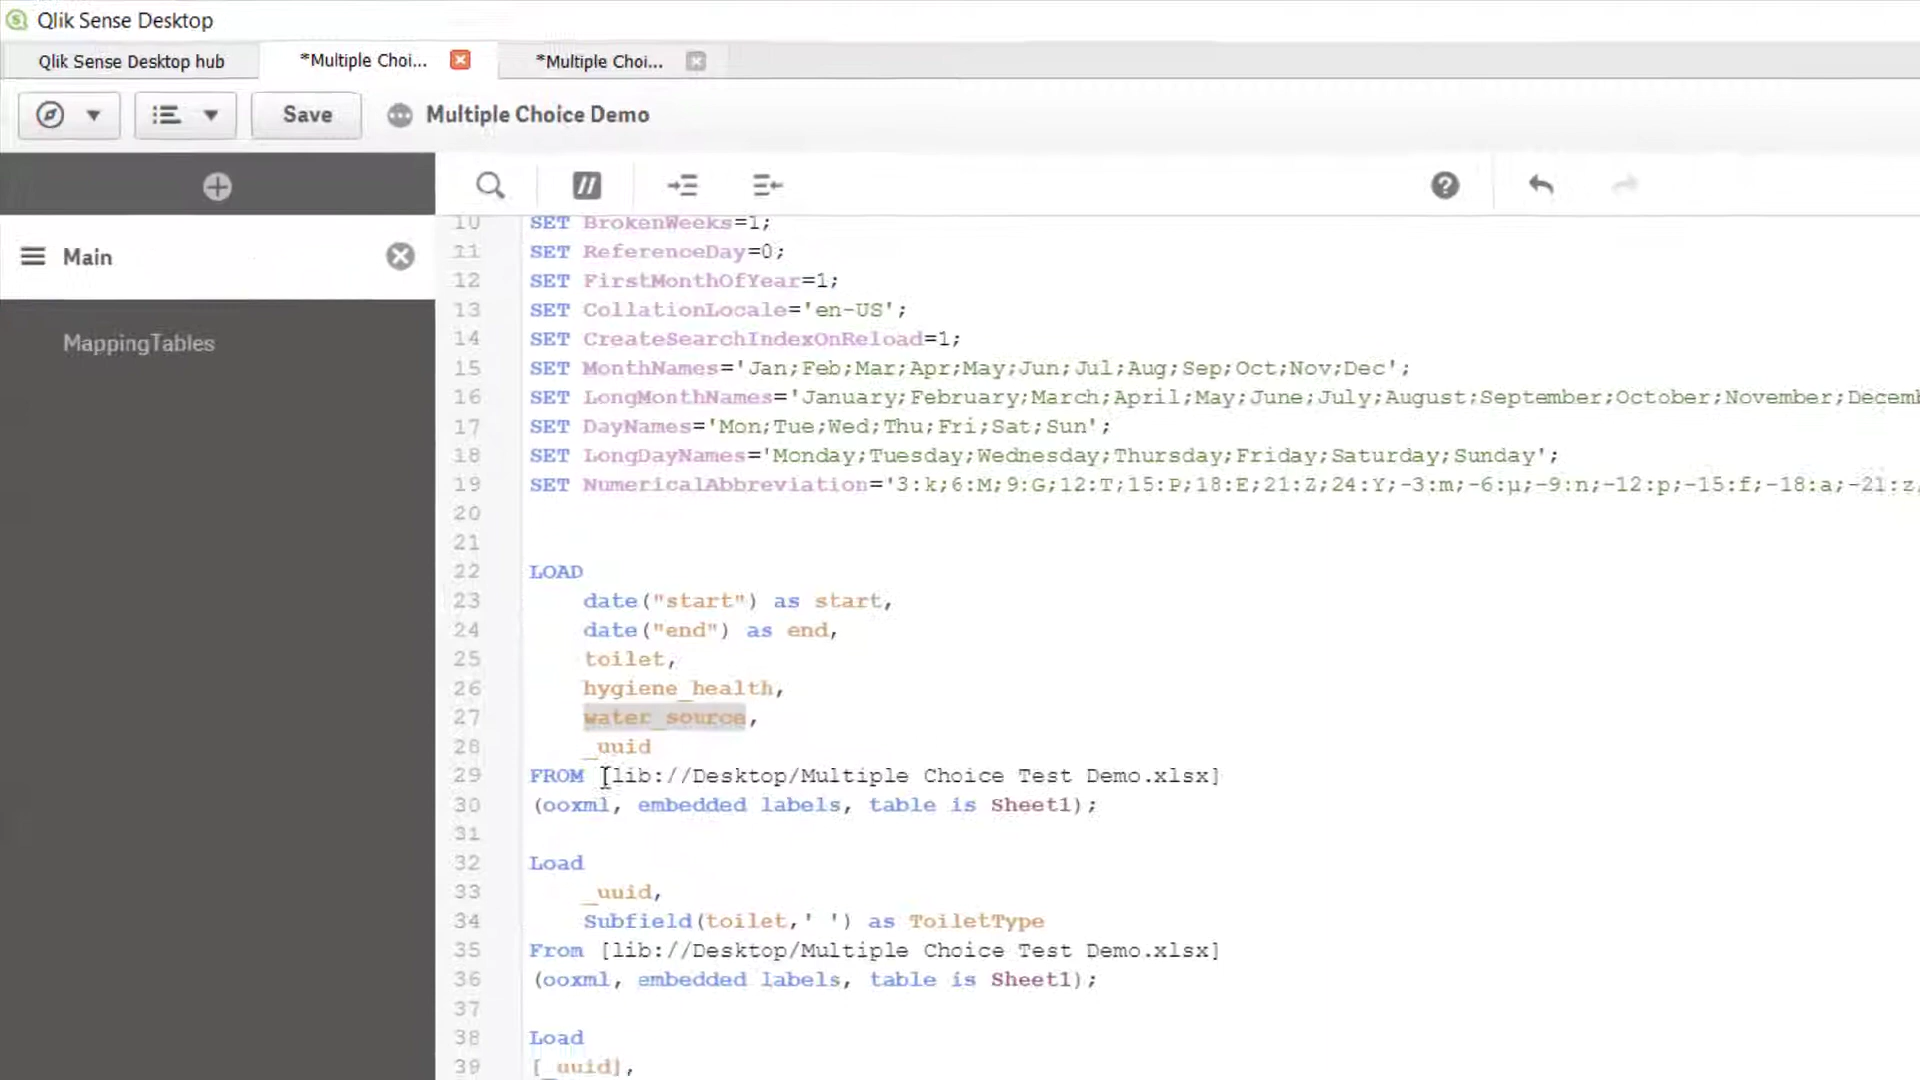 Qlik Sense Desktop
Qlik Sense Desktop hub
*Multiple Choi...
*Multiple Choi...
Save
Multiple Choice Demo
Main
MappingTables
10 SET BrokenWeeks=1;
11 SET ReferenceDay=0;
12 SET FirstMonthOfYear=1;
13 SET CollationLocale='en-US';
14 SET CreateSearchIndexOnReload=1;
15 SET MonthNames='Jan;Feb;Mar;Apr;May;Jun;Jul;Aug;Sep;Oct;Nov;Dec';
16 SET LongMonthNames='January;February;March;April;May;June;July;August;September;October;November;Decemb
17 SET DayNames='Mon;Tue;Wed;Thu;Fri;Sat;Sun';
18 SET LongDayNames='Monday;Tuesday;Wednesday;Thursday;Friday;Saturday;Sunday';
19 SET NumericalAbbreviation='3:k;6:M;9:G;12:T;15:P;18:E;21:Z;24:Y;-3:m;-6:μ;-9:n;-12:p;-15:f;-18:a;-21:z
20
21
22 LOAD
23 date("start") as start,
24 date("end") as end,
25 toilet,
26 hygiene_health,
27 water_source,
28 _uuid
29 FROM [lib://Desktop/Multiple Choice Test Demo.xlsx]
30 (ooxml, embedded labels, table is Sheet1);
31
32 Load
33 _uuid,
34 Subfield(toilet,' ') as ToiletType
35 From [lib://Desktop/Multiple Choice Test Demo.xlsx]
36 (ooxml, embedded labels, table is Sheet1);
37
38 Load
39 [_uuid],